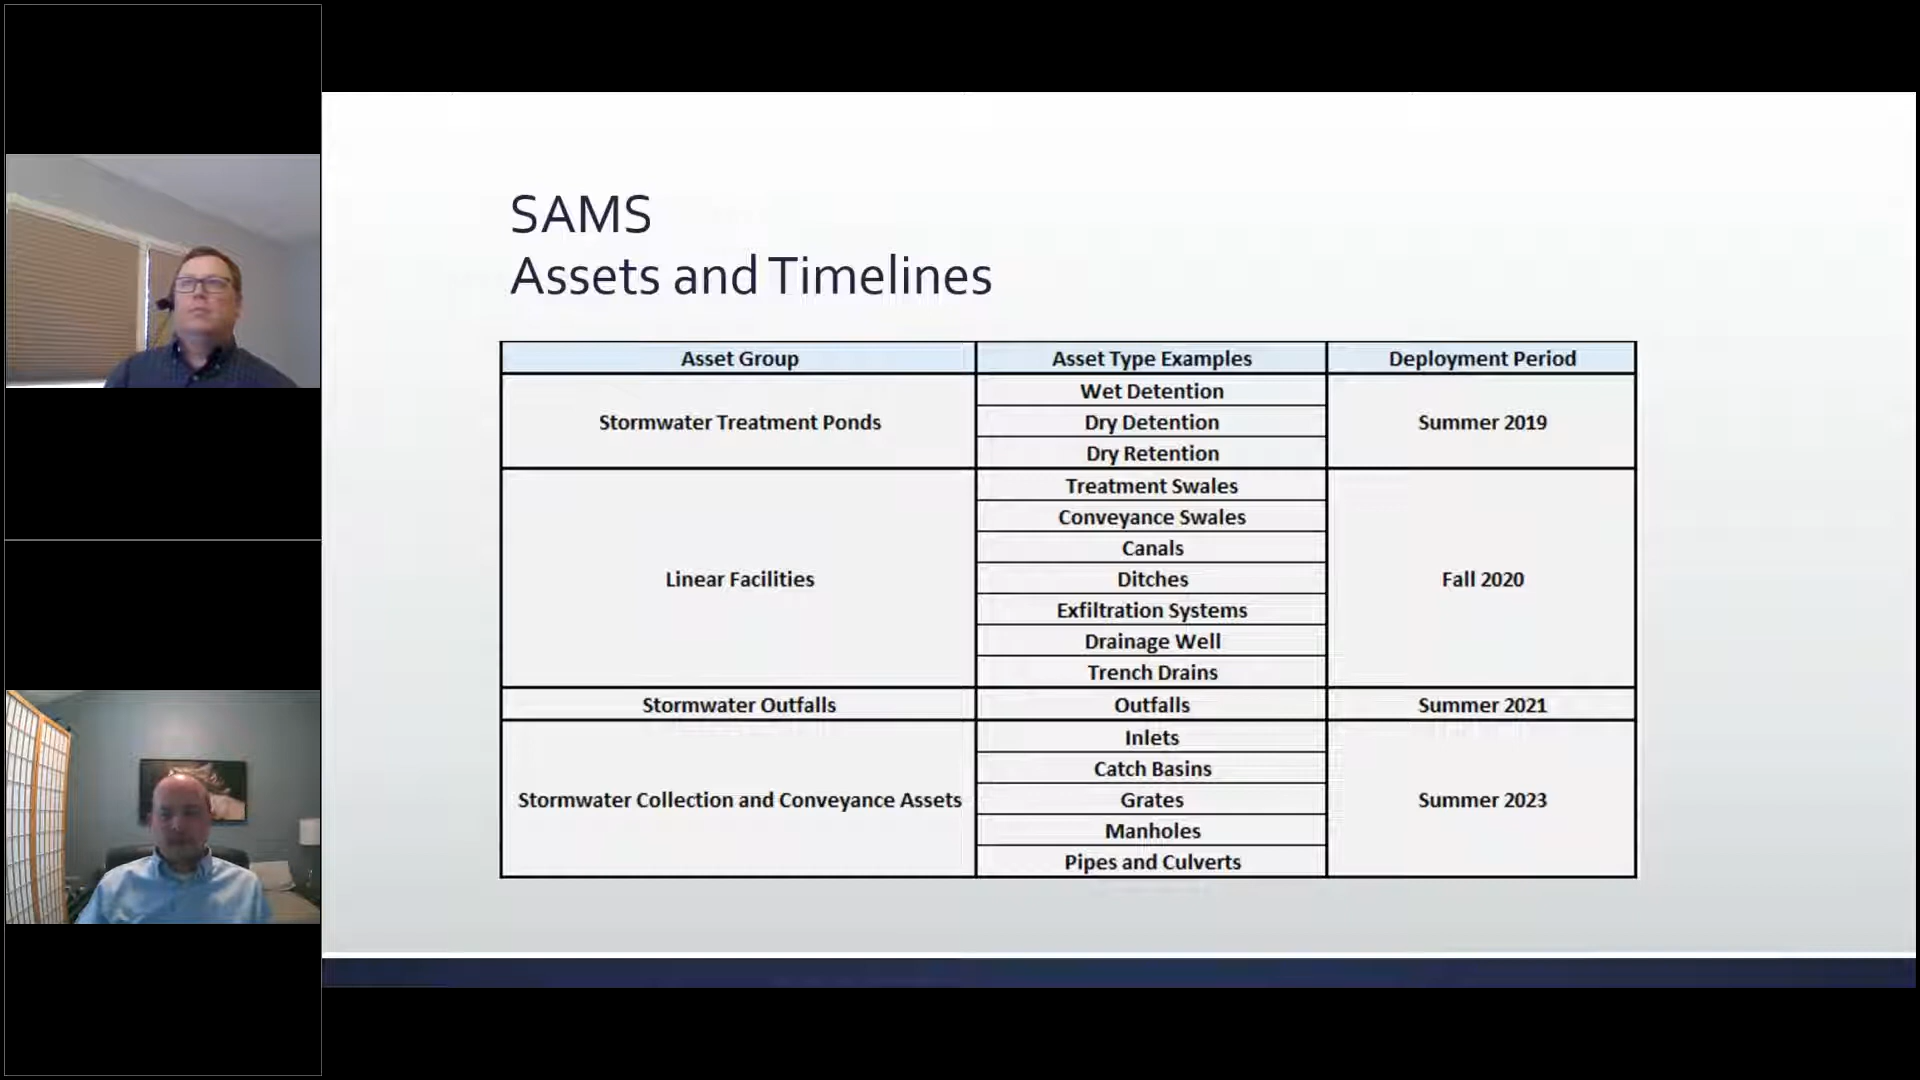 SAMS
Assets and Timelines
Asset Group
Asset Type Examples
Deployment Period
Stormwater Treatment Ponds
Wet Detention
Dry Detention
Dry Retention
Summer 2019
Linear Facilities
Treatment Swales
Conveyance Swales
Canals
Ditches
Exfiltration Systems
Drainage Well
Trench Drains
Fall 2020
Stormwater Outfalls
Outfalls
Summer 2021
Stormwater Collection and Conveyance Assets
Inlets
Catch Basins
Grates
Manholes
Pipes and Culverts
Summer 2023